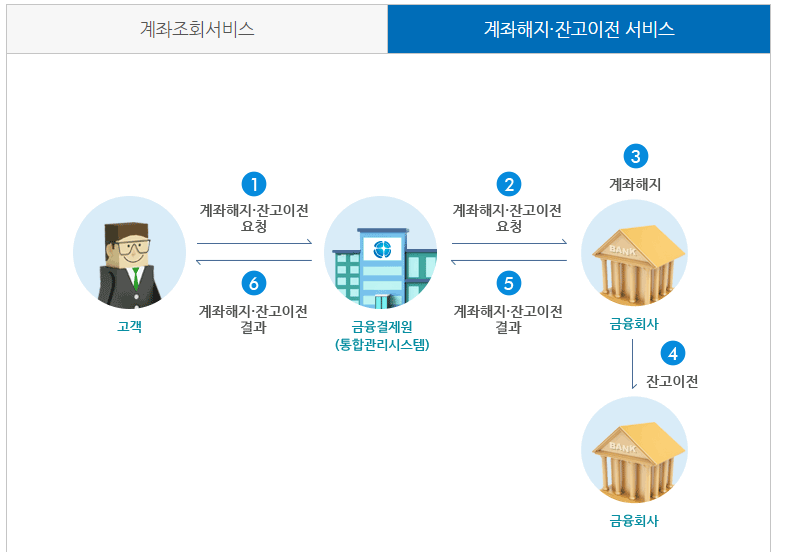 계좌조회서비스
계좌해지·잔고이전 서비스
1
계좌해지·잔고이전
요청
2
계좌해지·잔고이전
요청
3
계좌해지
BANK
6
계좌해지·잔고이전
결과
5
계좌해지·잔고이전
결과
고객
금융결제원
(통합관리시스템)
금융회사
4
잔고이전
BANK
금융회사